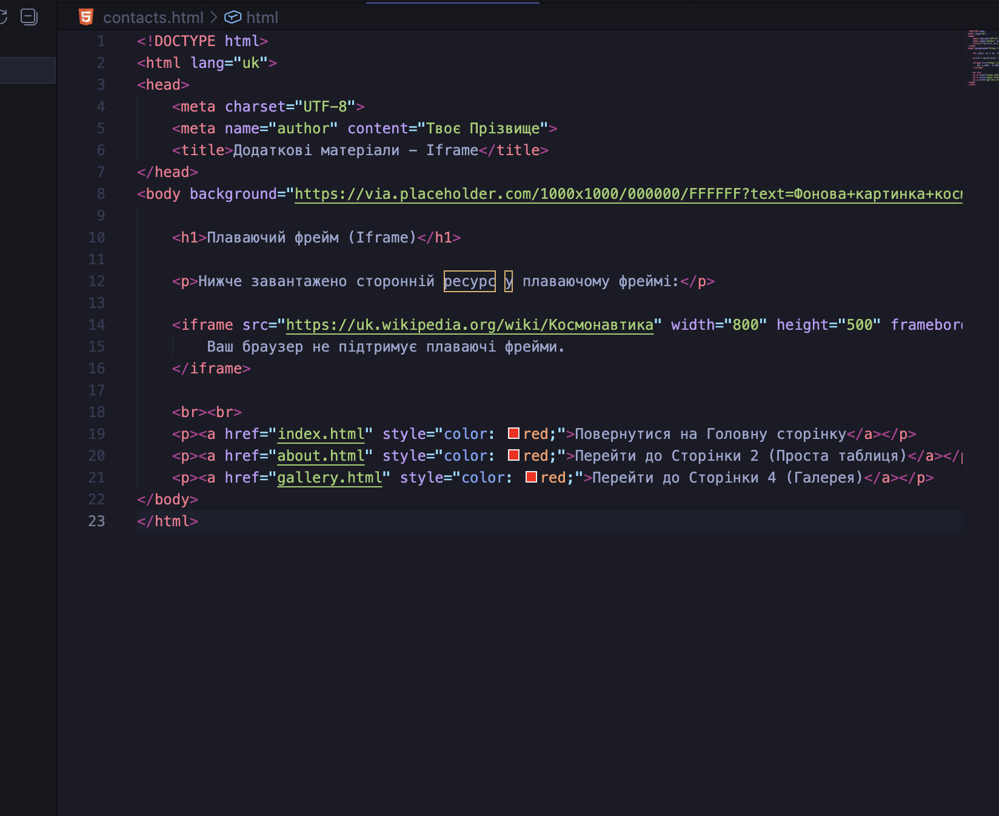 contacts.html > html
1 <!DOCTYPE html>
2 <html lang="uk">
3 <head>
4 <meta charset="UTF-8">
5 <meta name="author" content="Твоє Прізвище">
6 <title>Додаткові матеріали - Iframe</title>
7 </head>
8 <body background="https://via.placeholder.com/1000x1000/000000/FFFFFF?text=Фонова+картинка+косм
9
10 <h1>Плаваючий фрейм (Iframe)</h1>
11
12 <p>Нижче завантажено сторонній ресурс у плаваючому фреймі:</p>
13
14 <iframe src="https://uk.wikipedia.org/wiki/Космонавтика" width="800" height="500" framebor
15 Ваш браузер не підтримує плаваючі фрейми.
16 </iframe>
17
18 <br><br>
19 <p><a href="index.html" style="color: red;">Повернутися на Головну сторінку</a></p>
20 <p><a href="about.html" style="color: red;">Перейти до Сторінки 2 (Проста таблиця)</a></p
21 <p><a href="gallery.html" style="color: red;">Перейти до Сторінки 4 (Галерея)</a></p>
22 </body>
23 </html>